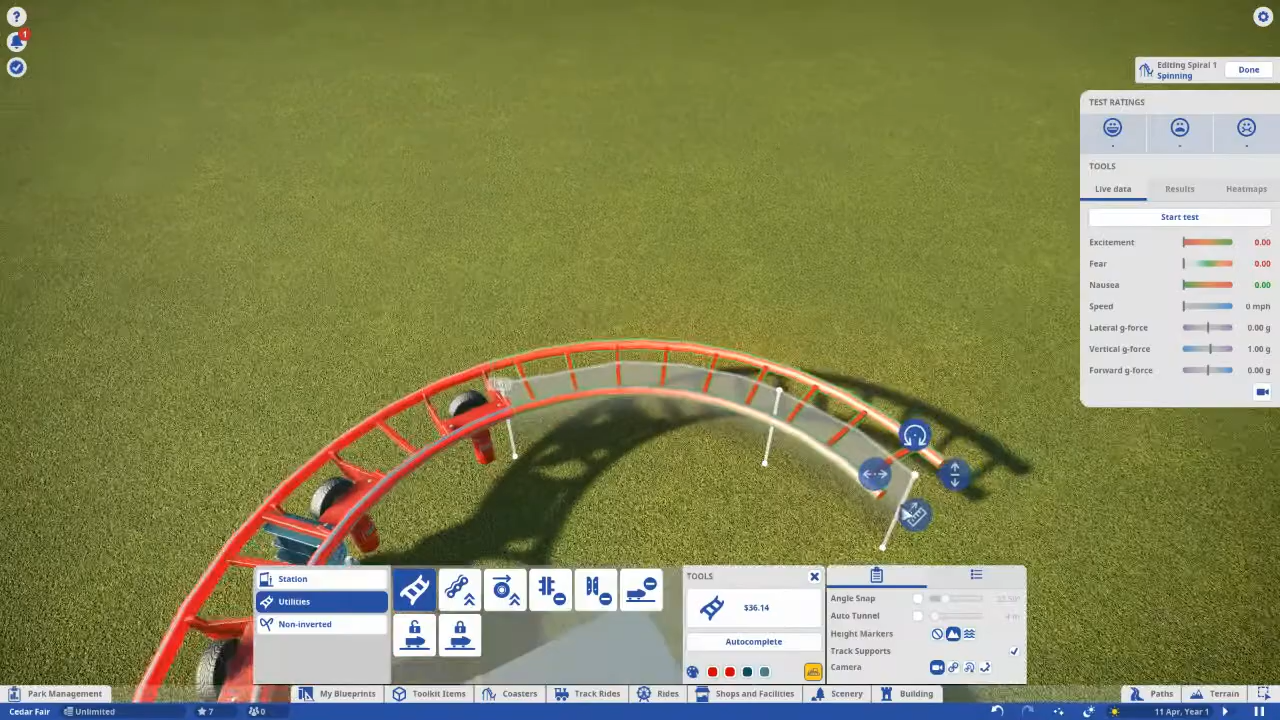 ?
1
Editing Spiral 1
Spinning
Done
TEST RATINGS
-
-
-
TOOLS
Live data
Results
Heatmaps
Start test
Excitement
0.00
Fear
0.00
Nausea
0.00
Speed
0 mph
Lateral g-force
0.00 g
Vertical g-force
1.00 g
Forward g-force
0.00 g
Station
Utilities
Non-inverted
TOOLS
$36.14
Autocomplete
Angle Snap
Auto Tunnel
4 m
Height Markers
Track Supports
Camera
Park Management
My Blueprints
Toolkit Items
Coasters
Track Rides
Rides
Shops and Facilities
Scenery
Building
Paths
Terrain
Cedar Fair
Unlimited
7
0
11 Apr, Year 1